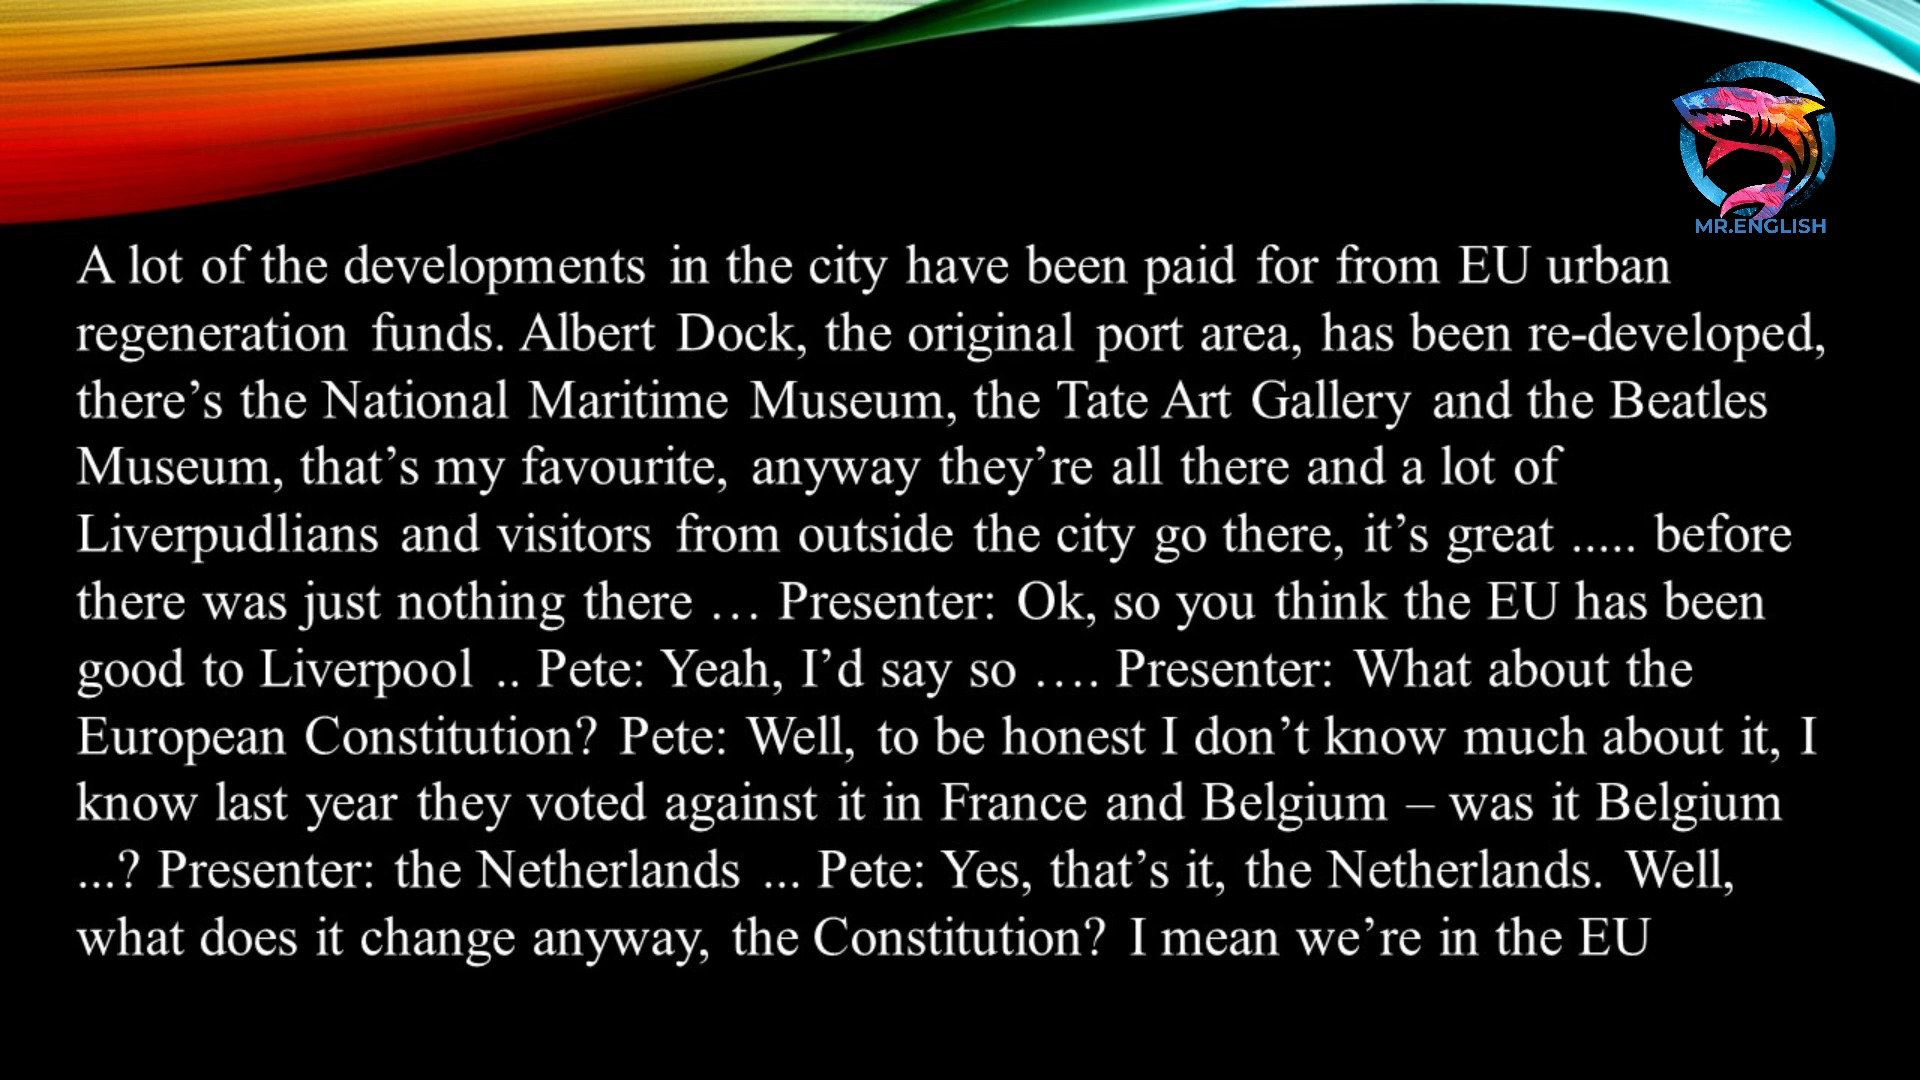 MR.ENGLISH
A lot of the developments in the city have been paid for from EU urban
regeneration funds. Albert Dock, the original port area, has been re-developed,
there’s the National Maritime Museum, the Tate Art Gallery and the Beatles
Museum, that’s my favourite, anyway they’re all there and a lot of
Liverpudlians and visitors from outside the city go there, it’s great ..... before
there was just nothing there … Presenter: Ok, so you think the EU has been
good to Liverpool .. Pete: Yeah, I’d say so …. Presenter: What about the
European Constitution? Pete: Well, to be honest I don’t know much about it, I
know last year they voted against it in France and Belgium – was it Belgium
...? Presenter: the Netherlands ... Pete: Yes, that’s it, the Netherlands. Well,
what does it change anyway, the Constitution? I mean we’re in the EU